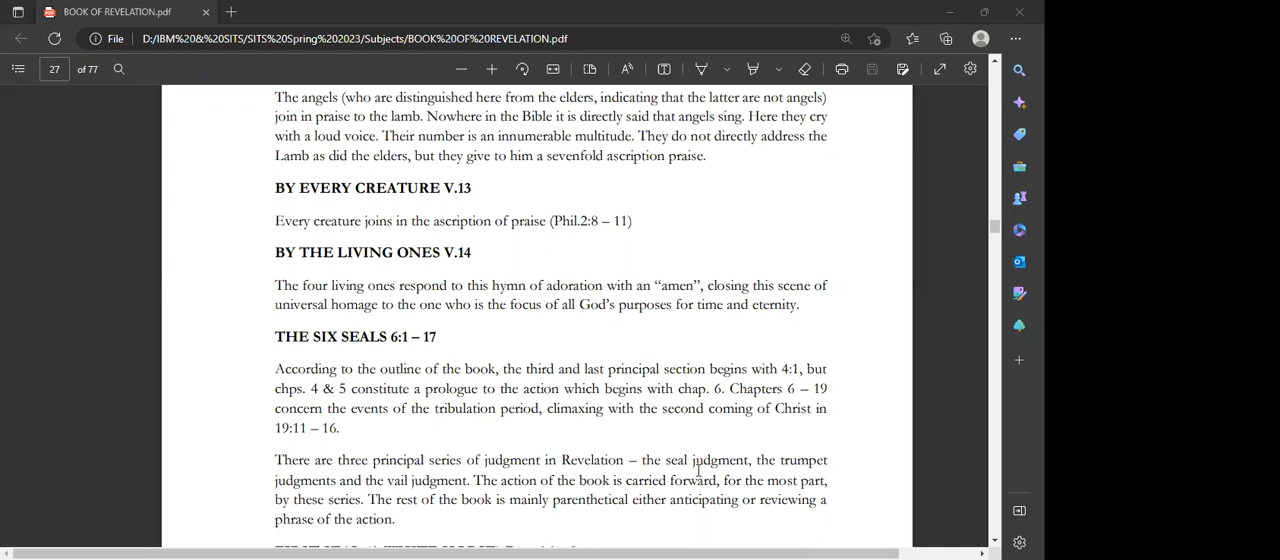 BOOK OF REVELATION.pdf
File
D:/IBM%20&%20SITS/SITS%20Spring%202023/Subjects/BOOK%20OF%20REVELATION.pdf
27 of 77
The angels (who are distinguished here from the elders, indicating that the latter are not angels)
join in praise to the lamb. Nowhere in the Bible it is directly said that angels sing. Here they cry
with a loud voice. Their number is an innumerable multitude. They do not directly address the
Lamb as did the elders, but they give to him a sevenfold ascription praise.
BY EVERY CREATURE V.13
Every creature joins in the ascription of praise (Phil.2:8 – 11)
BY THE LIVING ONES V.14
The four living ones respond to this hymn of adoration with an “amen”, closing this scene of
universal homage to the one who is the focus of all God’s purposes for time and eternity.
THE SIX SEALS 6:1 – 17
According to the outline of the book, the third and last principal section begins with 4:1, but
chps. 4 & 5 constitute a prologue to the action which begins with chap. 6. Chapters 6 – 19
concern the events of the tribulation period, climaxing with the second coming of Christ in
19:11 – 16.
There are three principal series of judgment in Revelation – the seal judgment, the trumpet
judgments and the vail judgment. The action of the book is carried forward, for the most part,
by these series. The rest of the book is mainly parenthetical either anticipating or reviewing a
phrase of the action.